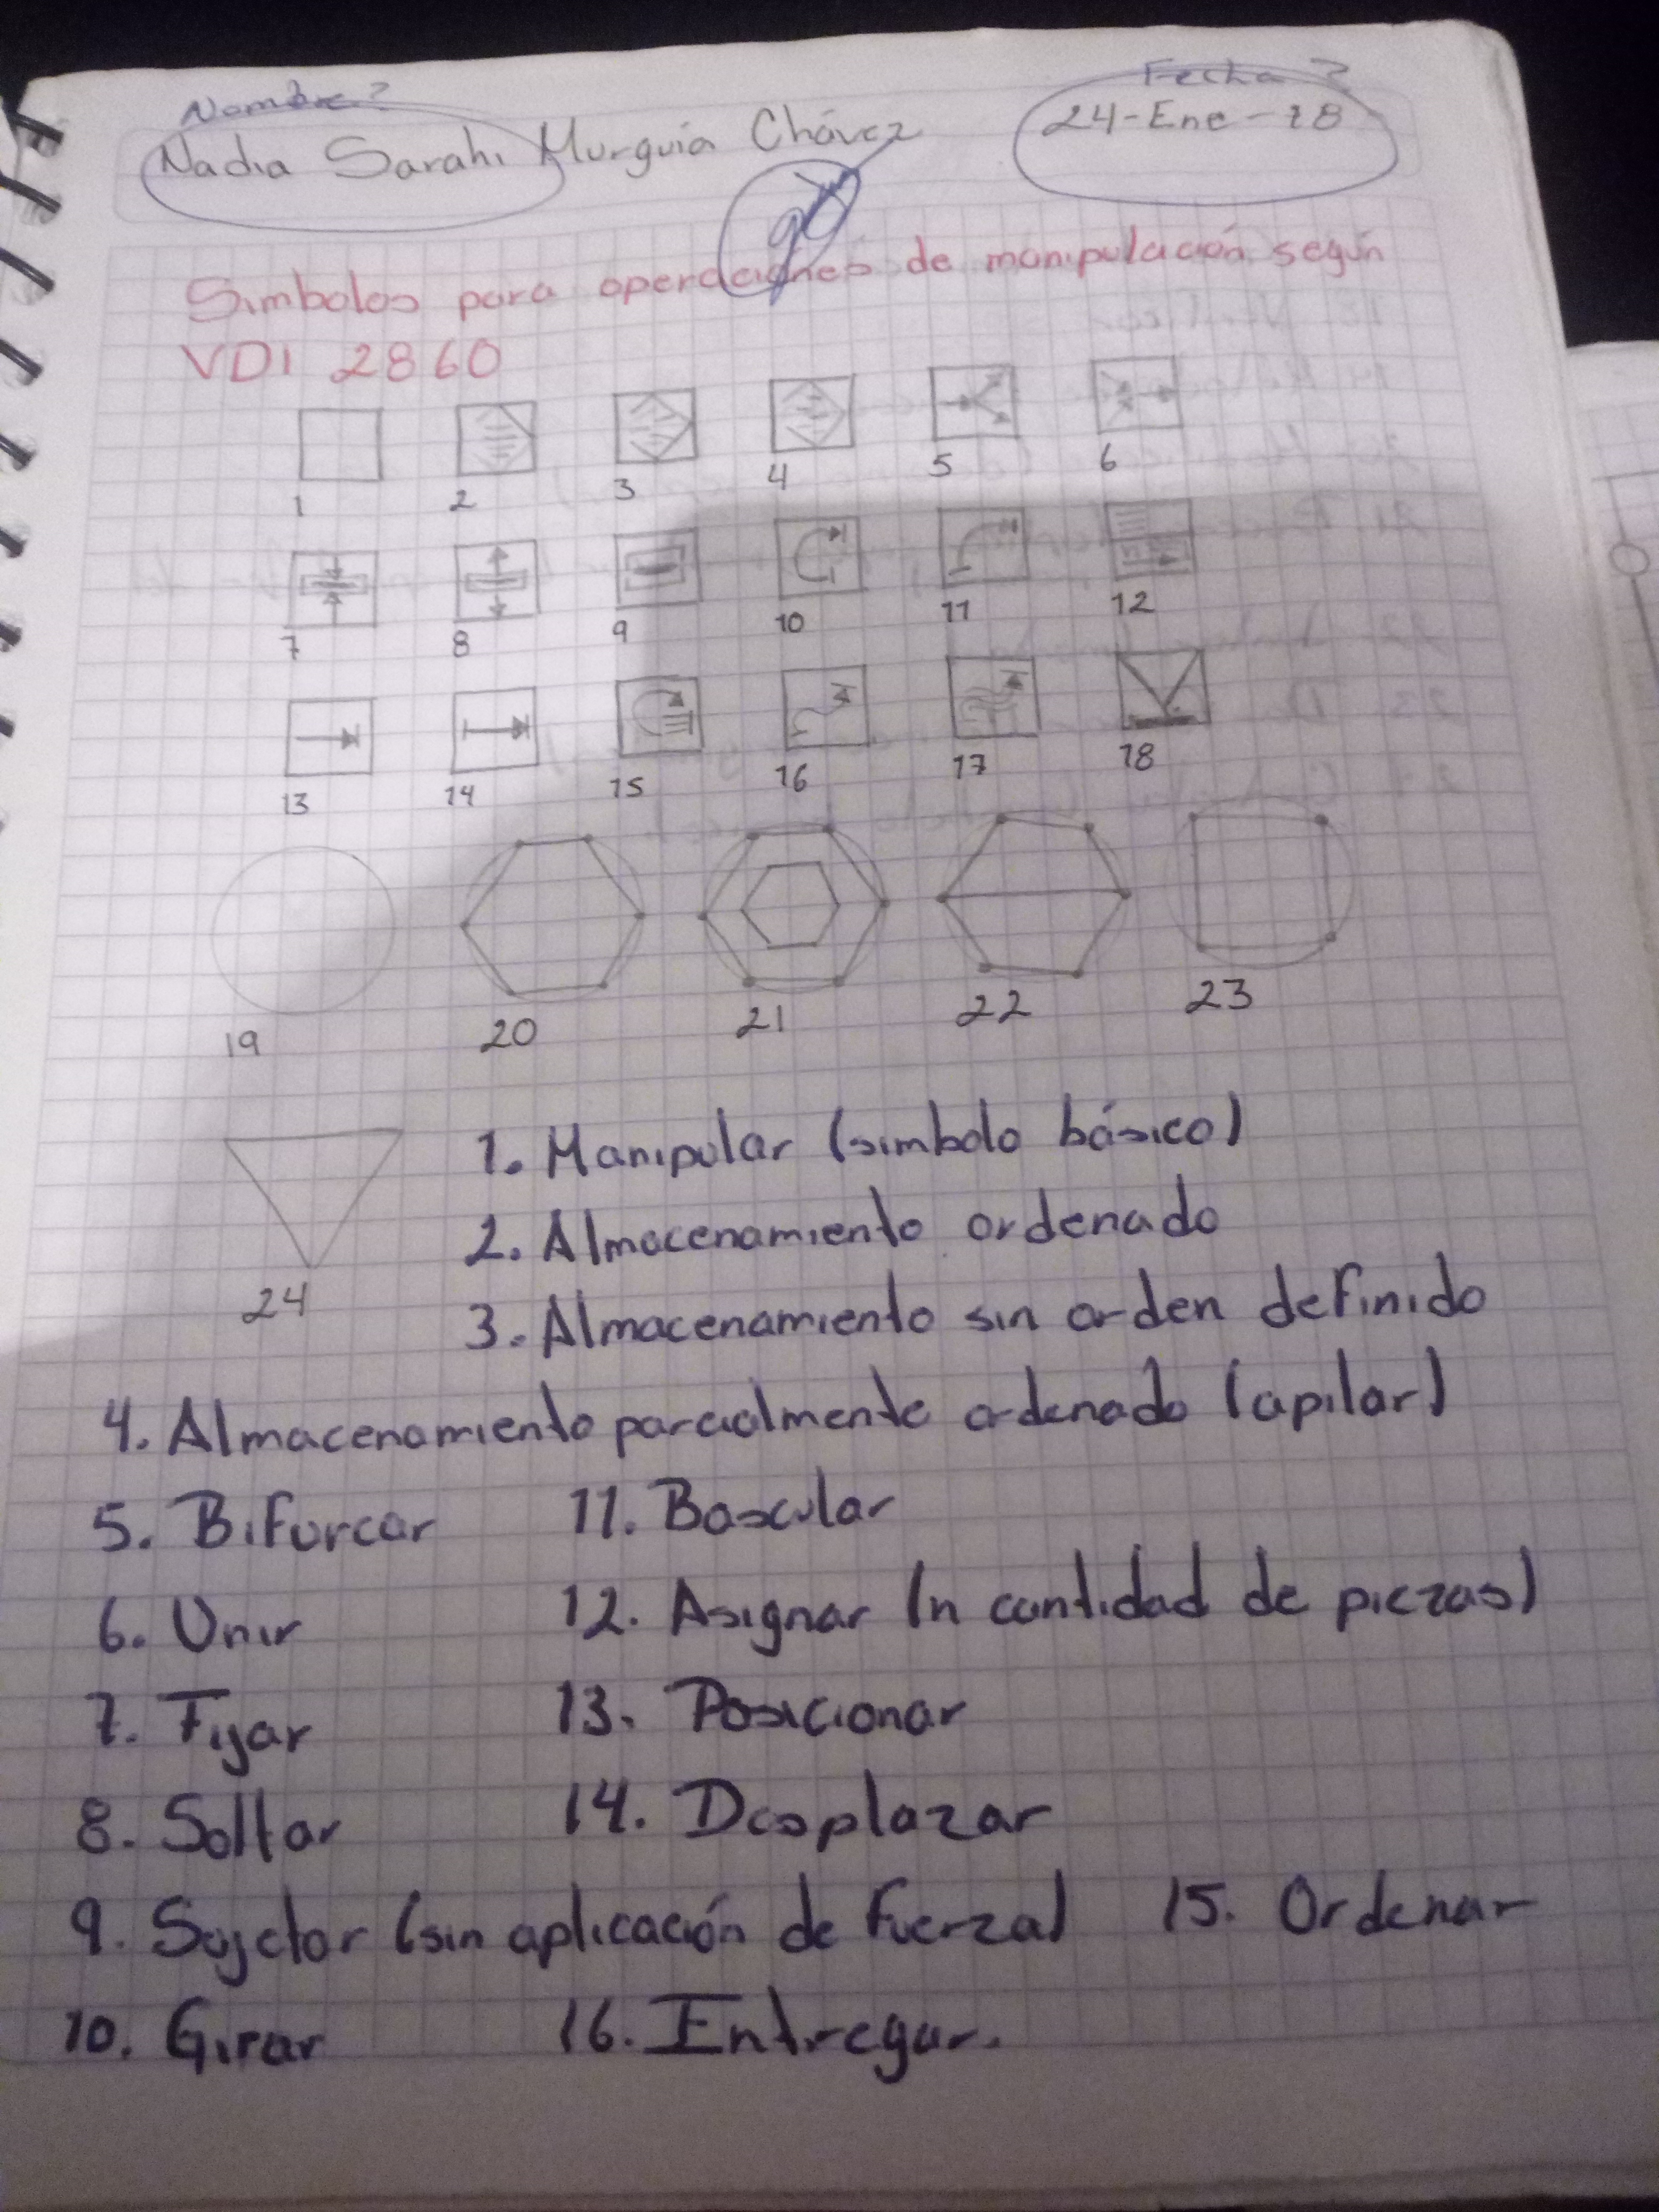 Nombre?
Fecha?
Nadia Sarahi Murguia Chávez
24-Ene-18
90
Simbolos para operaciones de manipulación según
VDI 2860
1 2 3 4 5 6
7 8 9 10 11 12
13 14 15 16 17 18
19 20 21 22 23
24
1. Manipular (simbolo básico)
2. Almacenamiento ordenado
3. Almacenamiento sin orden definido
4. Almacenamiento parcialmente ordenado (apilar)
5. Bifurcar 11. Bascular
6. Unir 12. Asignar (n cantidad de piezas)
7. Fijar 13. Posicionar
8. Soltar 14. Desplazar
9. Sujetar (sin aplicación de fuerza) 15. Ordenar
10. Girar 16. Entregar.